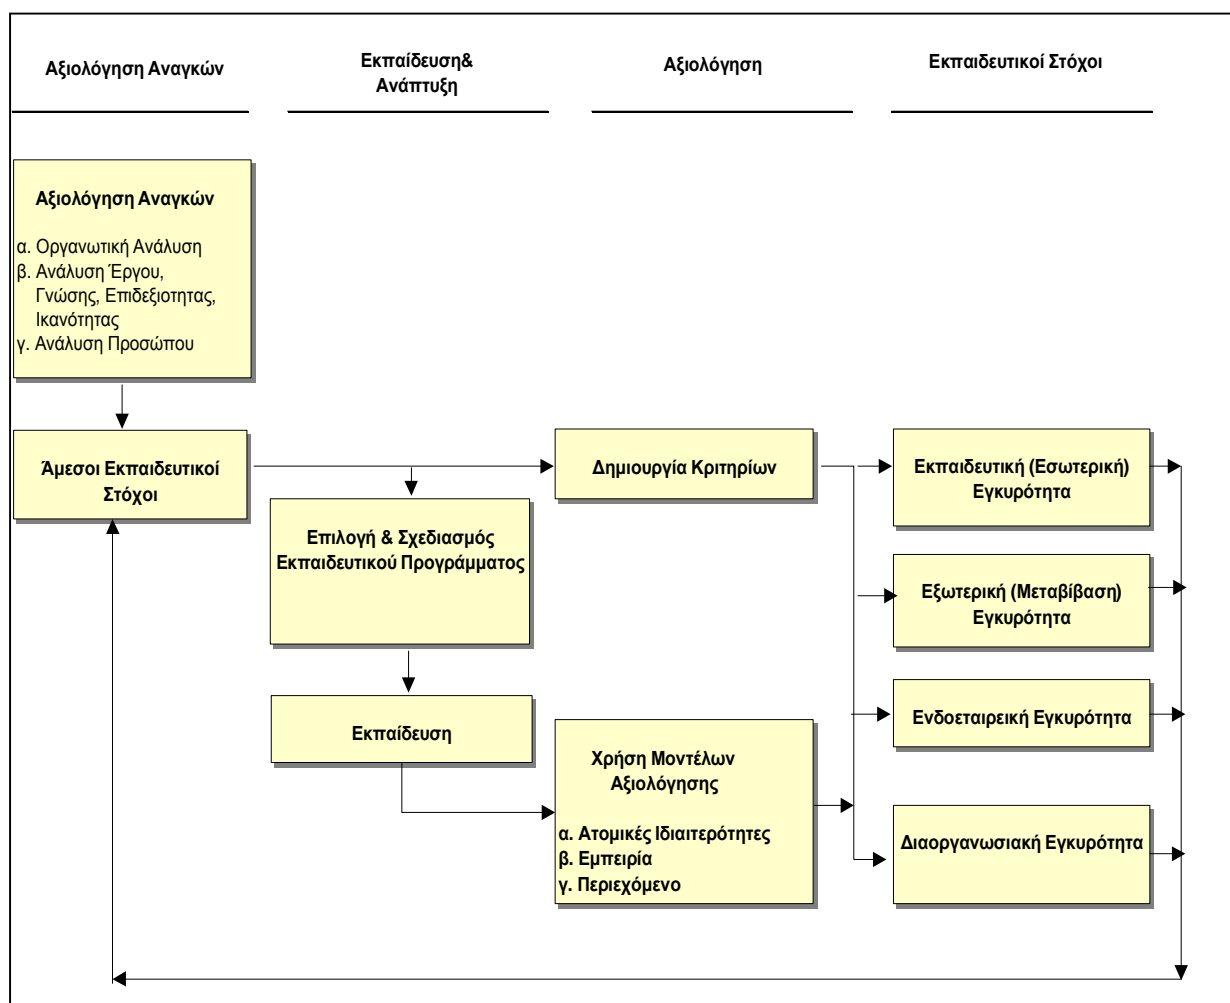 Αξιολόγηση Αναγκών
Εκπαίδευση&
Ανάπτυξη
Αξιολόγηση
Εκπαιδευτικοί Στόχοι
Αξιολόγηση Αναγκών
α. Οργανωτική Ανάλυση
β. Ανάλυση Έργου,
Γνώσης, Επιδεξιοτητας,
Ικανότητας
γ. Ανάλυση Προσώπου
Άμεσοι Εκπαιδευτικοί
Στόχοι
Επιλογή & Σχεδιασμός
Εκπαιδευτικού Προγράμματος
Εκπαίδευση
Δημιουργία Κριτηρίων
Χρήση Μοντέλων
Αξιολόγησης
α. Ατομικές Ιδιαιτερότητες
β. Εμπειρία
γ. Περιεχόμενο
Εκπαιδευτική (Εσωτερική)
Εγκυρότητα
Εξωτερική (Μεταβίβαση)
Εγκυρότητα
Ενδοεταιρεική Εγκυρότητα
Διαοργανωσιακή Εγκυρότητα